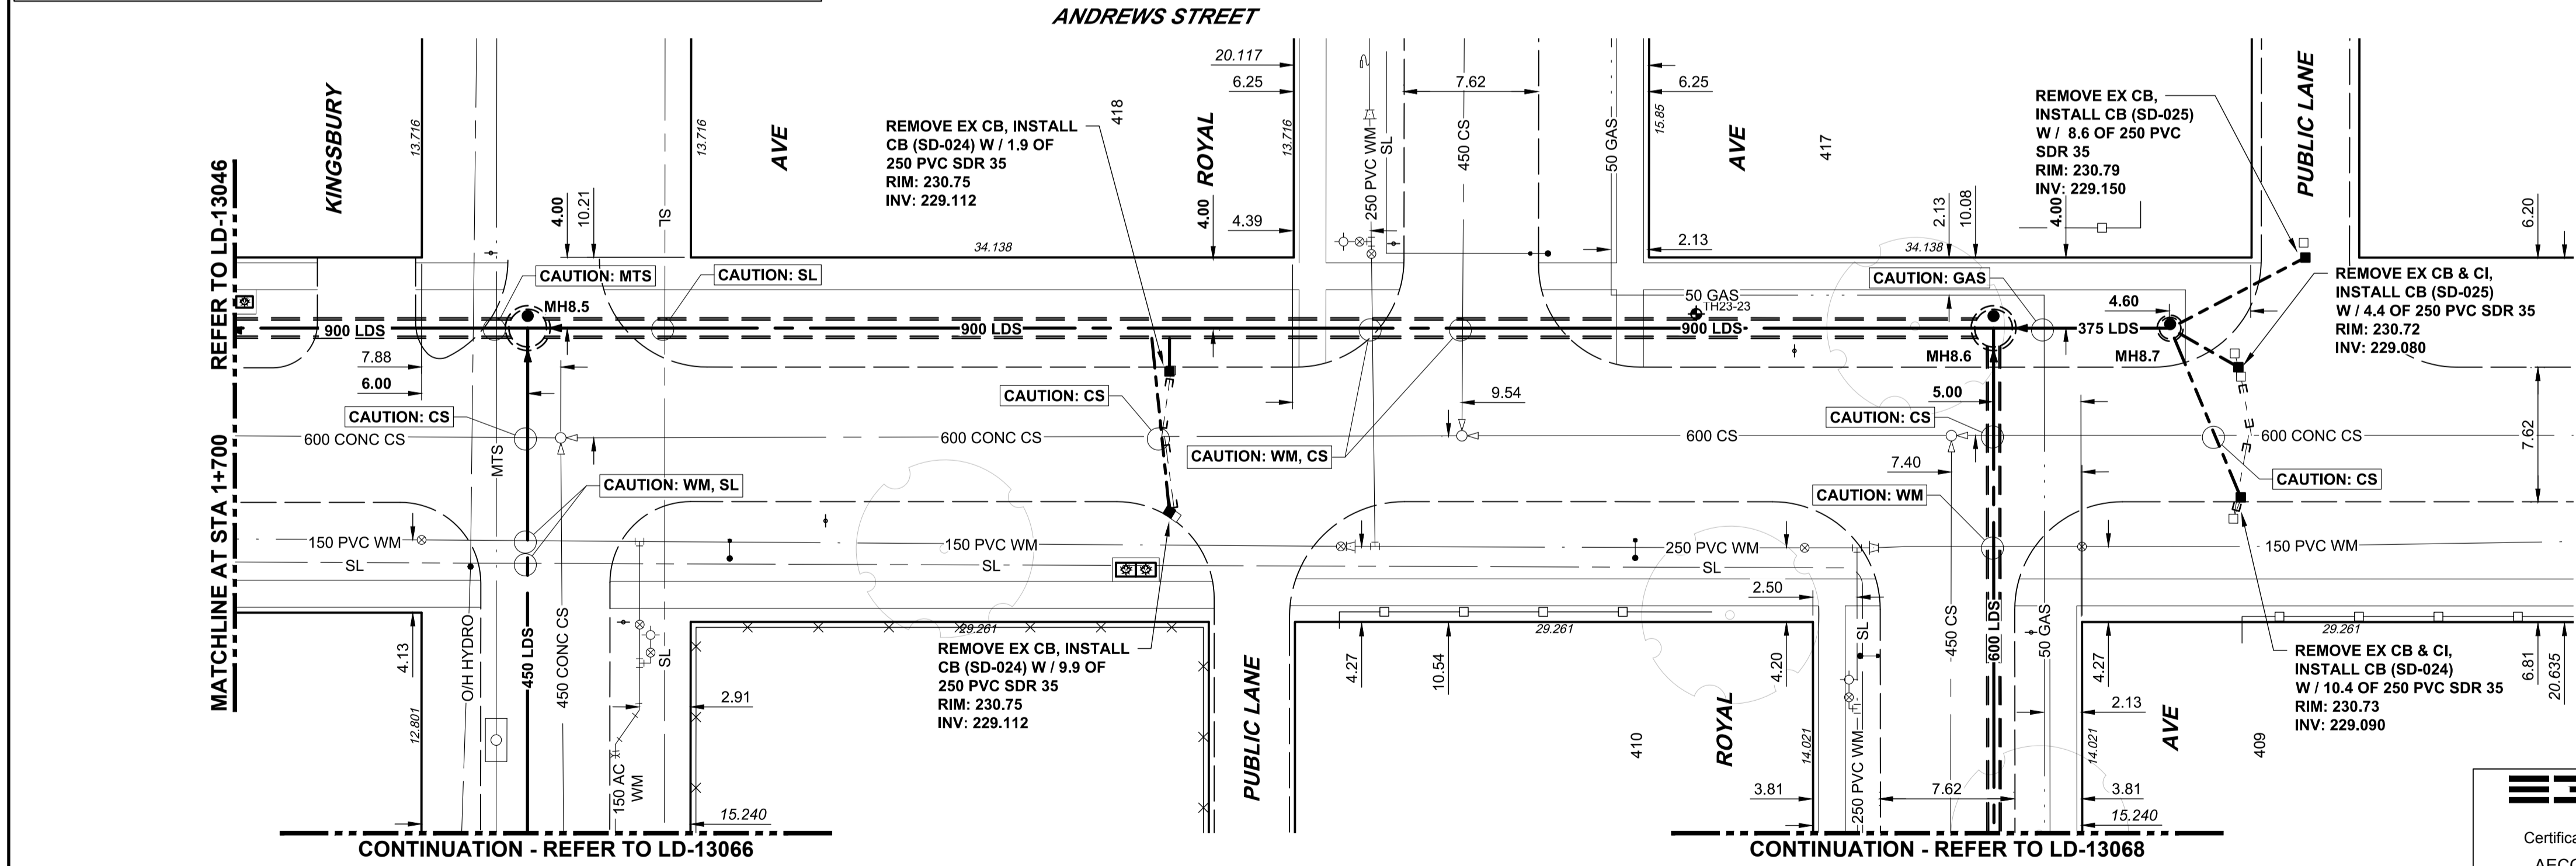 ANDREWS STREET
KINGSBURY
AVE
ROYAL
AVE
PUBLIC LANE
MATCHLINE AT STA 1+700 REFER TO LD-13046
13.716
13.716
4.00
10.21
SL
REMOVE EX CB, INSTALL
CB (SD-024) W / 1.9 OF
250 PVC SDR 35
RIM: 230.75
INV: 229.112
418
4.00
20.117
6.25
4.39
13.716
34.138
250 PVC WM
SL
7.62
450 CS
50 GAS
6.25
15.85
2.13
417
2.13
10.08
34.138
4.00
REMOVE EX CB,
INSTALL CB (SD-025)
W / 8.6 OF 250 PVC
SDR 35
RIM: 230.79
INV: 229.150
6.20
CAUTION: MTS
CAUTION: SL
CAUTION: GAS
REMOVE EX CB & CI,
INSTALL CB (SD-025)
W / 4.4 OF 250 PVC SDR 35
RIM: 230.72
INV: 229.080
MH8.5
50 GAS
TH23-23
4.60
900 LDS
900 LDS
900 LDS
375 LDS
MH8.6
MH8.7
7.88
6.00
9.54
5.00
CAUTION: CS
CAUTION: CS
CAUTION: CS
600 CONC CS
600 CONC CS
600 CS
600 CONC CS
7.62
MTS
CAUTION: WM, CS
7.40
CAUTION: CS
CAUTION: WM, SL
CAUTION: WM
150 PVC WM
150 PVC WM
250 PVC WM
150 PVC WM
SL
SL
SL
2.50
4.13
12.801
O/H HYDRO
450 LDS
450 CONC CS
SL
150 AC
WM
2.91
15.240
29.261
REMOVE EX CB, INSTALL
CB (SD-024) W / 9.9 OF
250 PVC SDR 35
RIM: 230.75
INV: 229.112
PUBLIC LANE
4.27
10.54
29.261
410
ROYAL
4.20
14.021
3.81
SL
250 PVC WM
7.62
450 CS
600 LDS
50 GAS
4.27
2.13
14.021
3.81
15.240
AVE
409
29.261
REMOVE EX CB & CI,
INSTALL CB (SD-024)
W / 10.4 OF 250 PVC SDR 35
RIM: 230.73
INV: 229.090
6.81
20.635
CONTINUATION - REFER TO LD-13066
CONTINUATION - REFER TO LD-13068